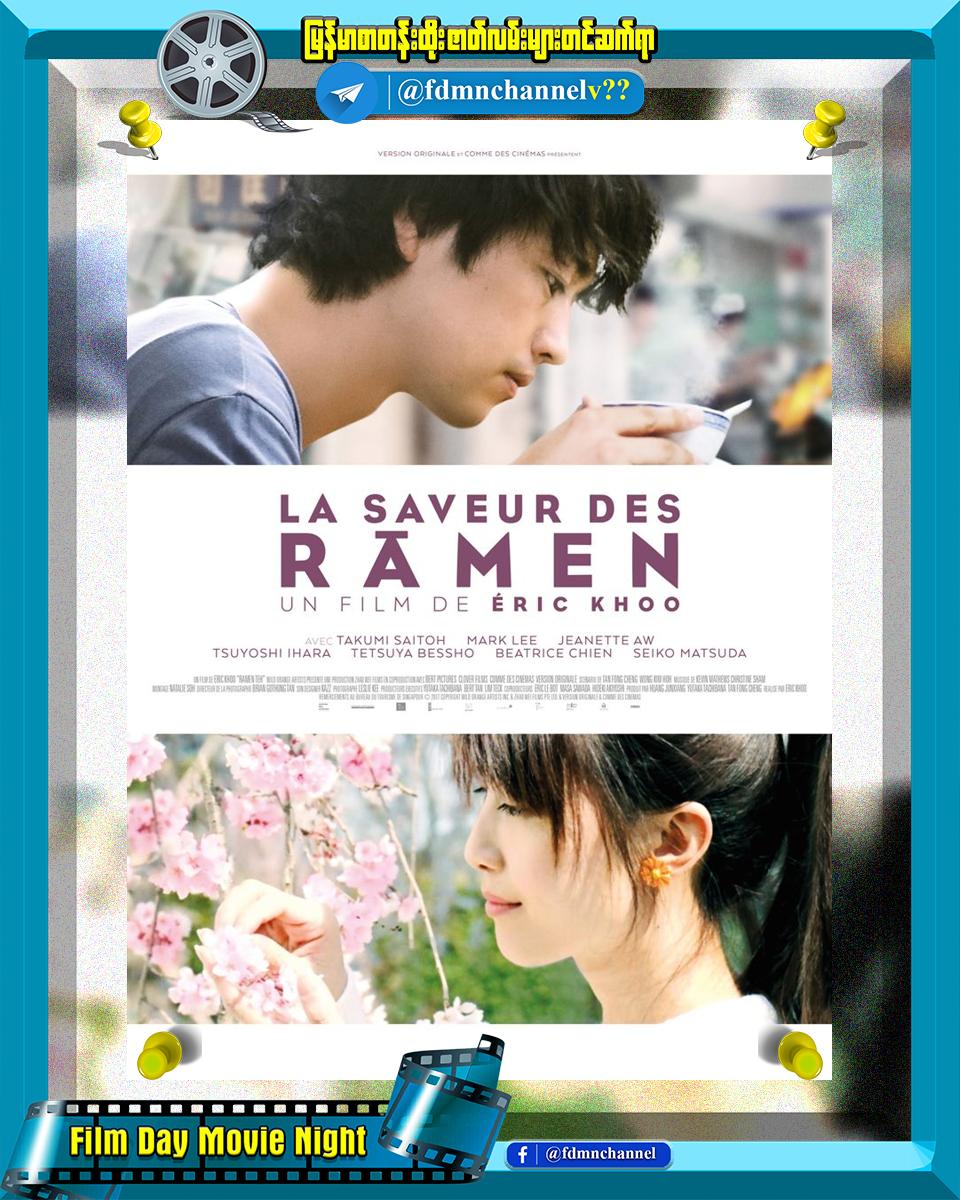 မြန်မာစာတန်းထိုးဇာတ်လမ်းများတင်ဆက်ရာ
@fdmnchannelv??
VERSION ORIGINALE ET COMME DES CINÉMAS PRÉSENTENT
LA SAVEUR DES
RĀMEN
UN FILM DE ÉRIC KHOO
AVEC TAKUMI SAITOH MARK LEE JEANETTE AW
TSUYOSHI IHARA TETSUYA BESSHO BEATRICE CHIEN SEIKO MATSUDA
Film Day Movie Night
@fdmnchannel